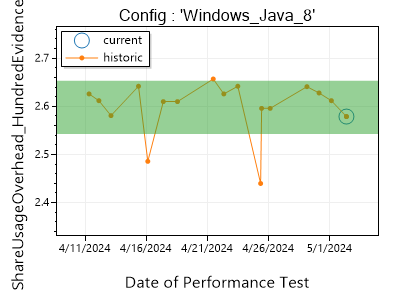 Config : 'Windows_Java_8'
current
historic
ShareUsageOverhead_HundredEvidence
2.7
2.6
2.5
2.4
4/11/2024 4/16/2024 4/21/2024 4/26/2024 5/1/2024
Date of Performance Test